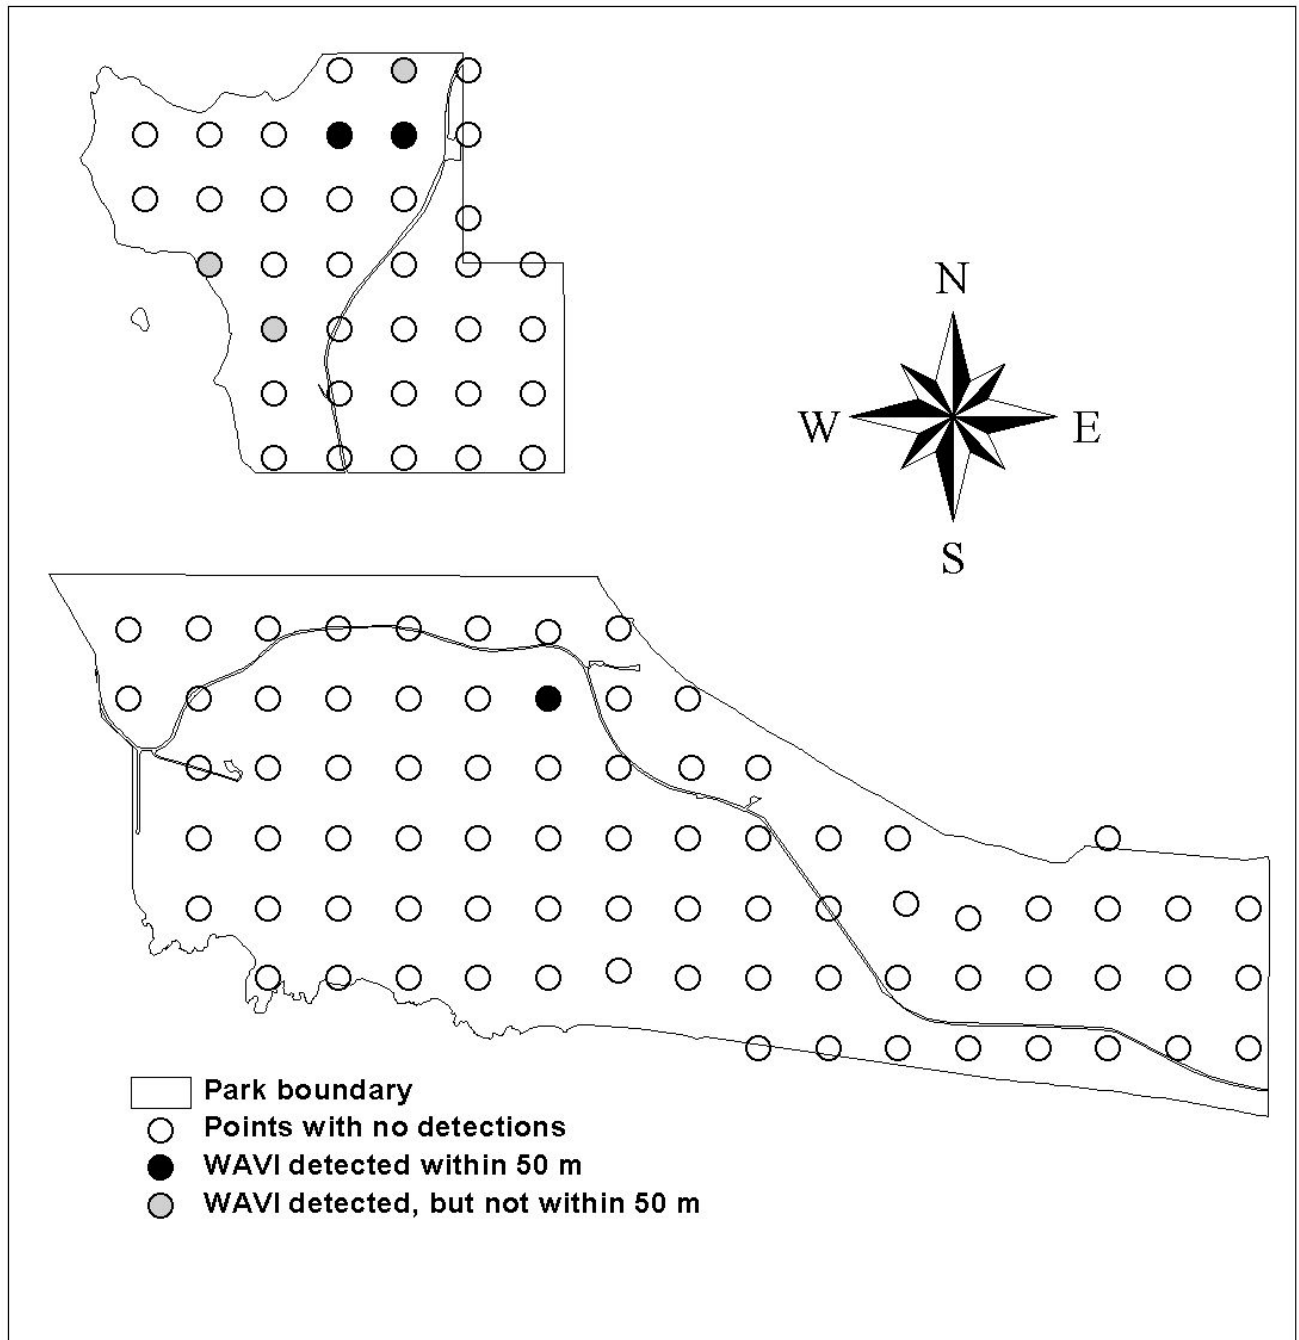 N
W
E
S
Park boundary
Points with no detections
WAVI detected within 50 m
WAVI detected, but not within 50 m